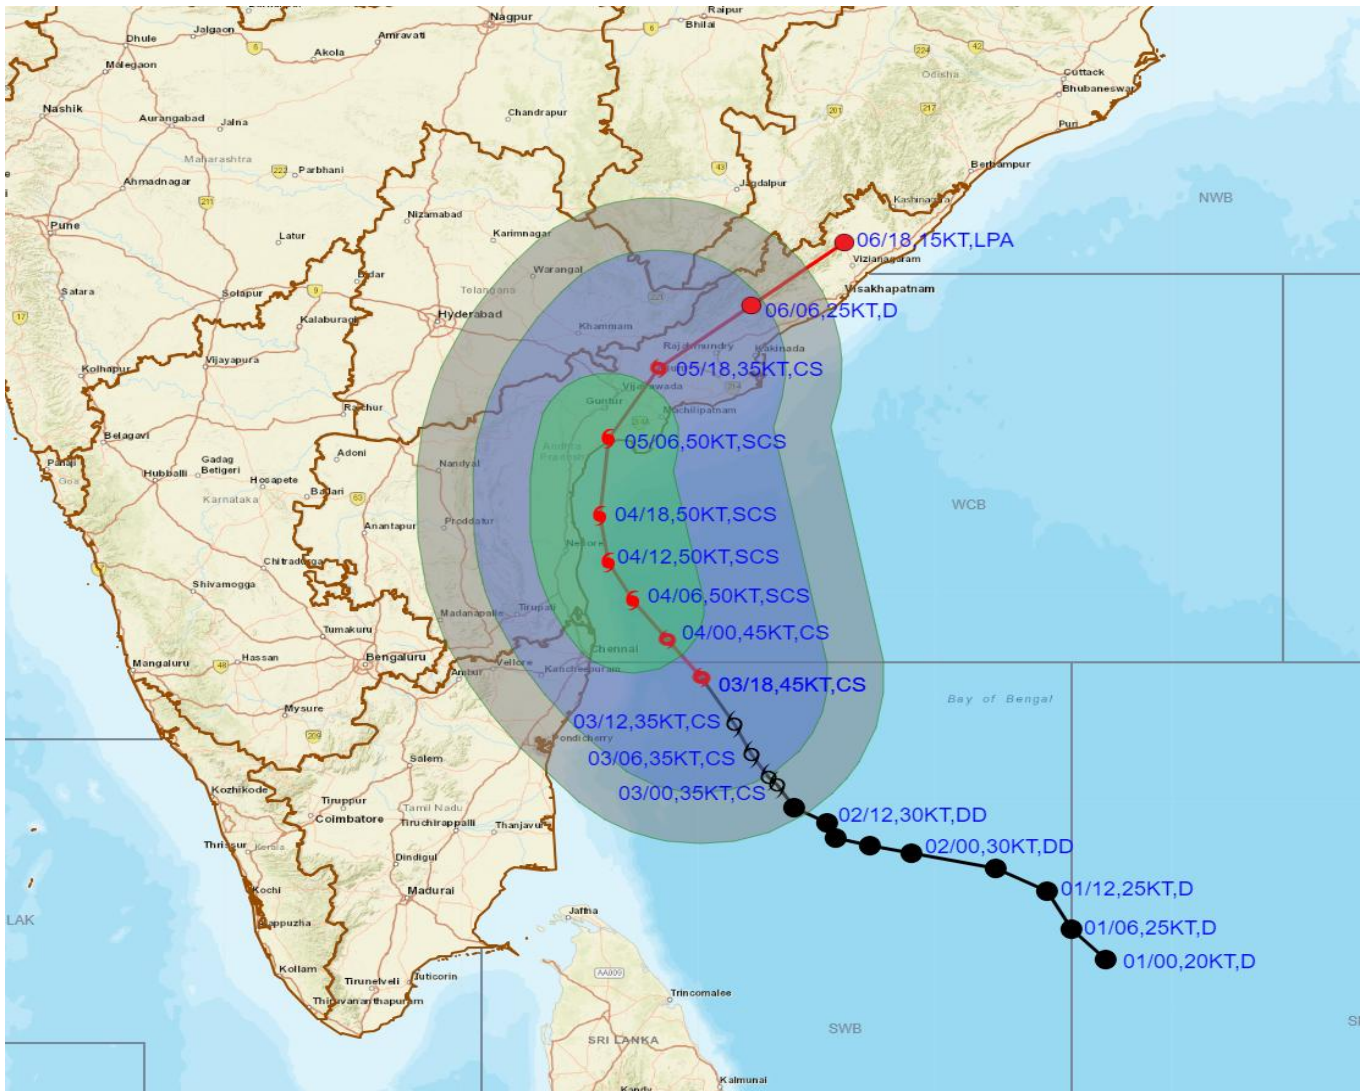 Nagpur
Raipur
Bhilai
Jalgaon
Dhule
Amravati
Akola
Malegaon
Odisha
Cuttack
Bhubaneswar
Nashik
Chandrapur
Aurangabad
Jalna
Puri
Maharashtra
Parbhani
Ahmadnagar
Berhampur
Jagdalpur
Kashinagra
NWB
Nizamabad
Pune
Latur
Karimnagar
06/18,15KT,LPA
Vizianagaram
Bidar
Warangal
Telangana
Visakhapatnam
Satara
Solapur
06/06,25KT,D
Kalaburagi
Hyderabad
Khammam
Rajahmundry
Kakinada
Kolhapur
Vijayapura
05/18,35KT,CS
Vijayawada
Guntur
Machilipatnam
Raichur
Belagavi
05/06,50KT,SCS
Andhra
Pradesh
Adoni
Panaji
Goa
Hubballi
Gadag
Betigeri
Nandyal
Hosapete
Karnataka
Ballari
WCB
04/18,50KT,SCS
Anantapur
Proddatur
Nellore
04/12,50KT,SCS
Chitradurga
Shivamogga
04/06,50KT,SCS
Madanapalle
Tirupati
Tumakuru
04/00,45KT,CS
Chennai
Hassan
Bengaluru
Mangaluru
Vellore
Kancheepuram
Ambur
03/18,45KT,CS
Bay of Bengal
Mysure
03/12,35KT,CS
Pondicherry
03/06,35KT,CS
Salem
Kozhikode
03/00,35KT,CS
Tiruppur
Tamil Nadu
Coimbatore
Tiruchirappalli
Thanjavur
02/12,30KT,DD
Thrissur
Kerala
02/00,30KT,DD
Dindigul
Kochi
Madurai
01/12,25KT,D
LAK
Alappuzha
Jaffna
01/06,25KT,D
01/00,20KT,D
Kollam
Tirunelveli
Tuticorin
AA009
Thiruvananthapuram
Trincomalee
SWB
SRI LANKA
Kalmunai
Kandy